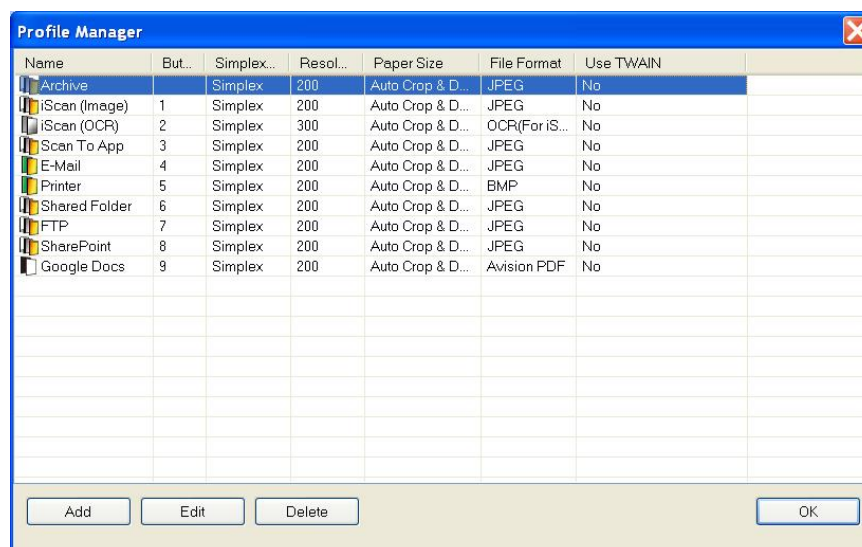 Profile Manager
Name But... Simplex... Resol... Paper Size File Format Use TWAIN
Archive Simplex 200 Auto Crop & D... JPEG No
iScan (Image) 1 Simplex 200 Auto Crop & D... JPEG No
iScan (OCR) 2 Simplex 300 Auto Crop & D... OCR(For iS... No
Scan To App 3 Simplex 200 Auto Crop & D... JPEG No
E-Mail 4 Simplex 200 Auto Crop & D... JPEG No
Printer 5 Simplex 200 Auto Crop & D... BMP No
Shared Folder 6 Simplex 200 Auto Crop & D... JPEG No
FTP 7 Simplex 200 Auto Crop & D... JPEG No
SharePoint 8 Simplex 200 Auto Crop & D... JPEG No
Google Docs 9 Simplex 200 Auto Crop & D... Avision PDF No
Add Edit Delete OK